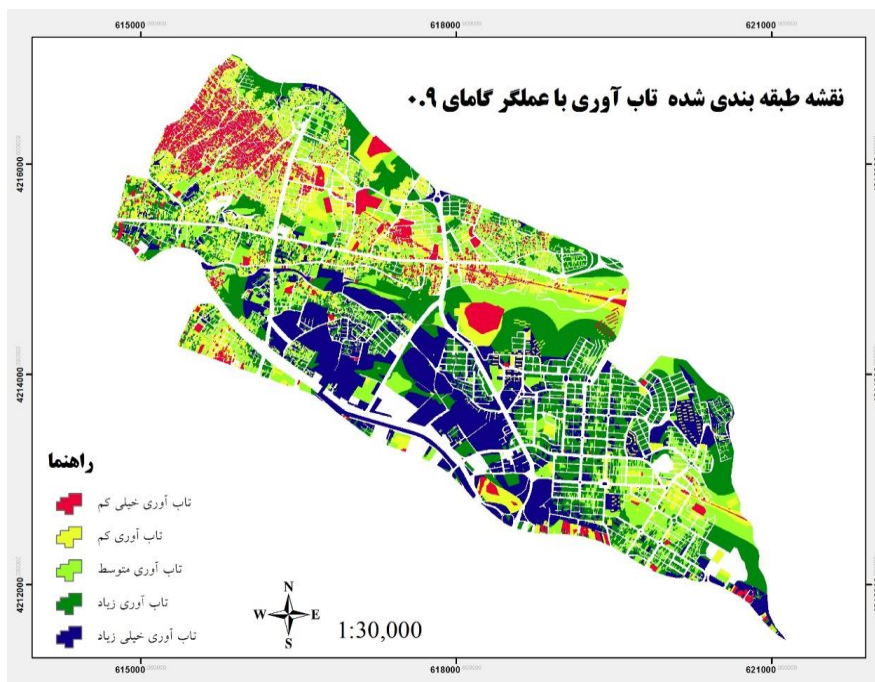 615000 618000 621000
نقشه طبقه بندی شده تاب آوری با عملگر گامای ۰.۹
4216000
4214000
راهنما
تاب آوری خیلی کم
تاب آوری کم
تاب آوری متوسط
تاب آوری زیاد
تاب آوری خیلی زیاد
4212000
N
W E
S
1:30,000
615000 618000 621000